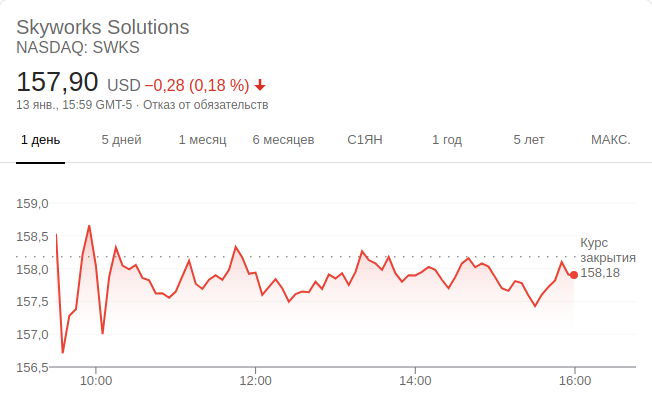 Skyworks Solutions
NASDAQ: SWKS
157,90 USD −0,28 (0,18 %)
13 янв., 15:59 GMT-5 · Отказ от обязательств
1 день 5 дней 1 месяц 6 месяцев С1ЯН 1 год 5 лет МАКС.
159,0
158,5
Курс
закрытия
158,18
158,0
157,5
157,0
156,5
10:00 12:00 14:00 16:00